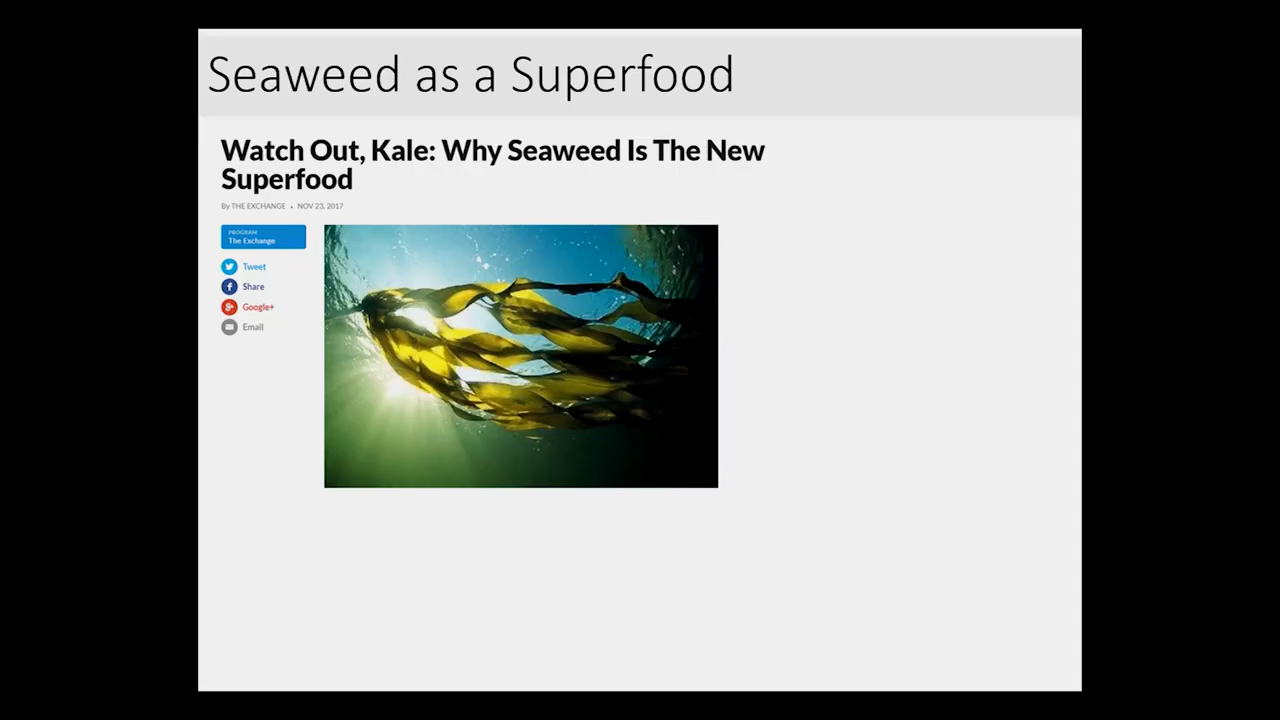 Seaweed as a Superfood
Watch Out, Kale: Why Seaweed Is The New
Superfood
By THE EXCHANGE • NOV 23, 2017
PROGRAM
The Exchange
Tweet
Share
Google+
Email